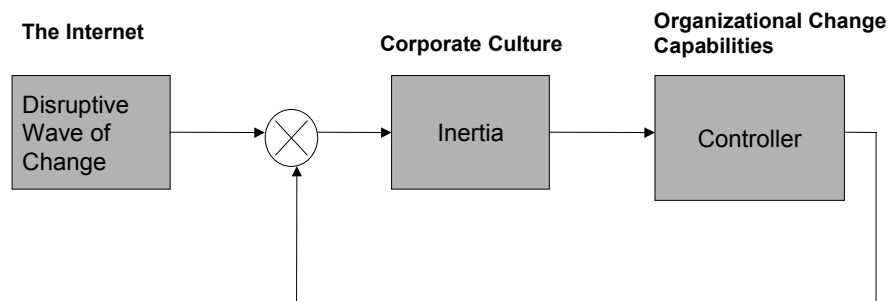 The Internet
Corporate Culture
Organizational Change
Capabilities
Disruptive
Wave of
Change
Inertia
Controller